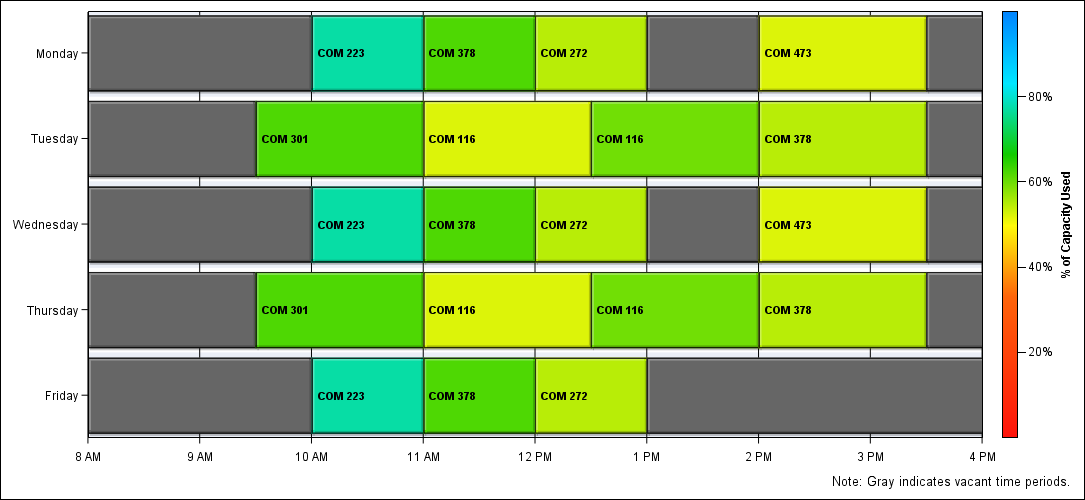 Monday COM 223 COM 378 COM 272 COM 473
Tuesday COM 301 COM 116 COM 116 COM 378
Wednesday COM 223 COM 378 COM 272 COM 473
Thursday COM 301 COM 116 COM 116 COM 378
Friday COM 223 COM 378 COM 272
8 AM 9 AM 10 AM 11 AM 12 PM 1 PM 2 PM 3 PM 4 PM
80%
60%
40%
20%
% of Capacity Used
Note: Gray indicates vacant time periods.